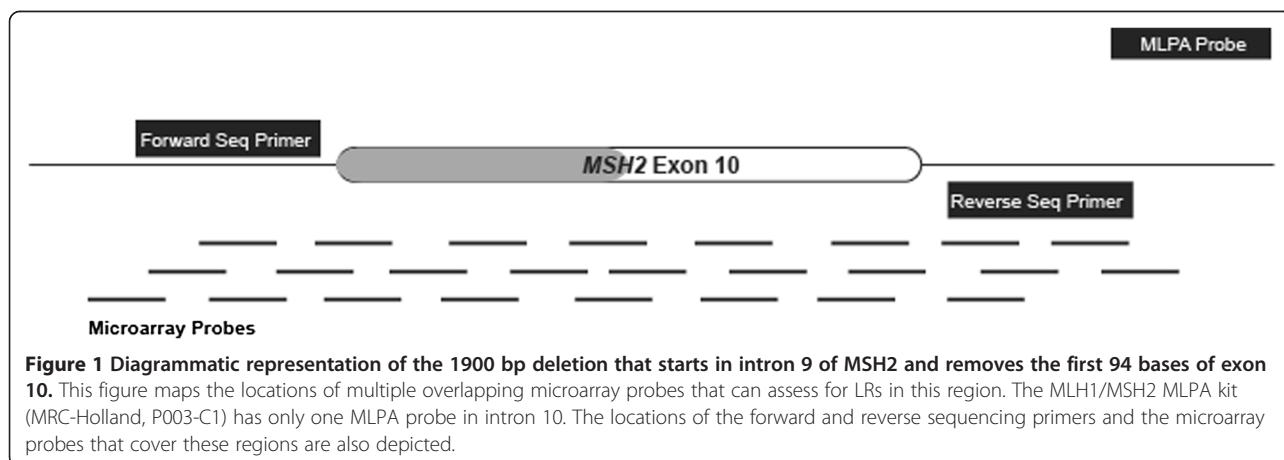 MLPA Probe
Forward Seq Primer
MSH2 Exon 10
Reverse Seq Primer
Microarray Probes
Figure 1 Diagrammatic representation of the 1900 bp deletion that starts in intron 9 of MSH2 and removes the first 94 bases of exon
10. This figure maps the locations of multiple overlapping microarray probes that can assess for LRs in this region. The MLH1/MSH2 MLPA kit
(MRC-Holland, P003-C1) has only one MLPA probe in intron 10. The locations of the forward and reverse sequencing primers and the microarray
probes that cover these regions are also depicted.